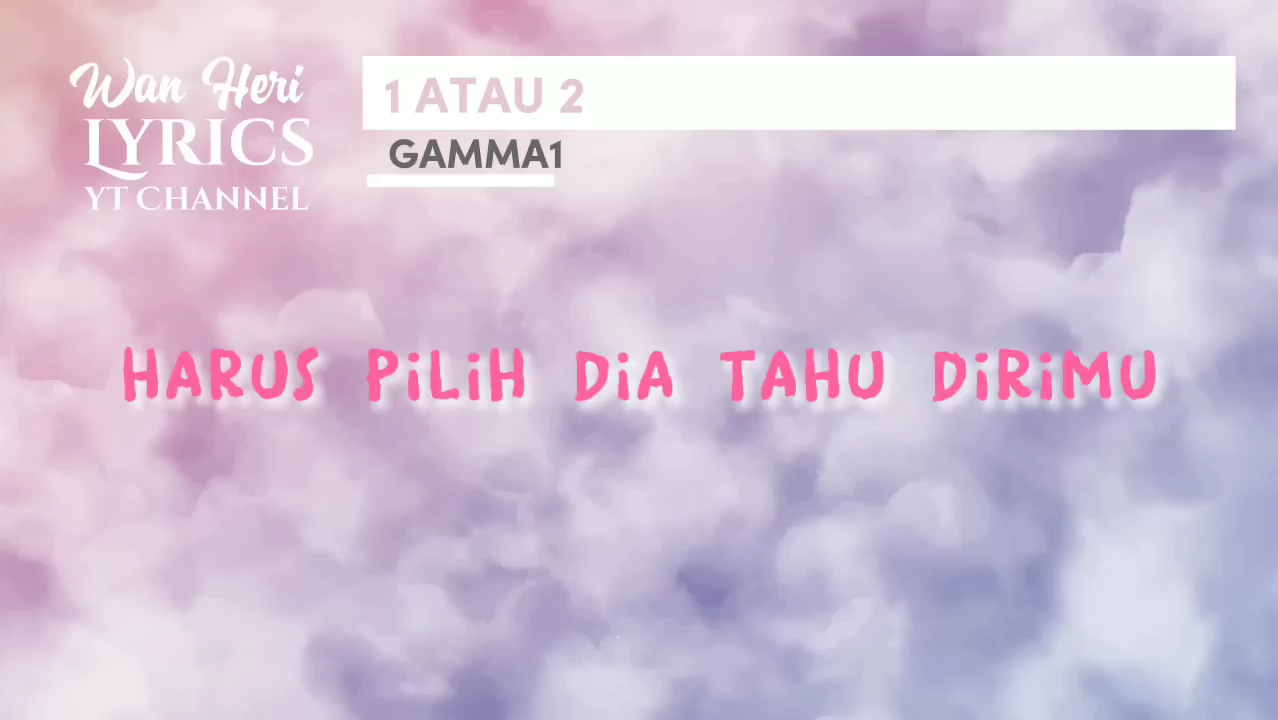 Wan Heri
LYRICS
YT CHANNEL
1 ATAU 2
GAMMA1
HARUS PiLiH DiA TAHU DiRiMU